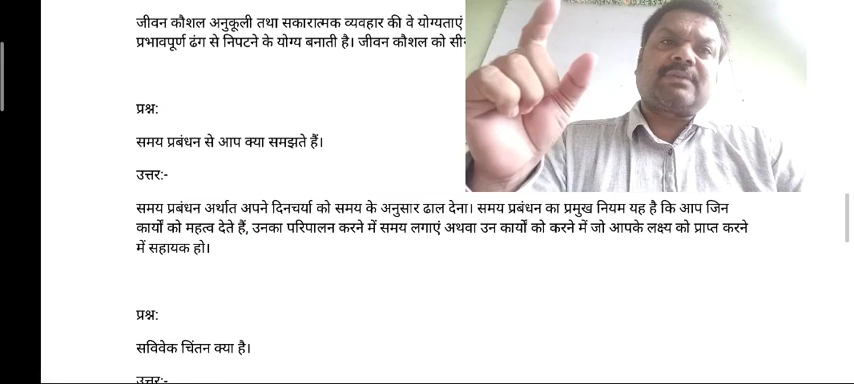 जीवन कौशल अनुकूली तथा सकारात्मक व्यवहार की वे योग्यताएं
प्रभावपूर्ण ढंग से निपटने के योग्य बनाती है। जीवन कौशल को
प्रश्न:
समय प्रबंधन से आप क्या समझते हैं।
उत्तर:-
समय प्रबंधन अर्थात अपने दिनचर्या को समय के अनुसार ढाल देना। समय प्रबंधन का प्रमुख नियम यह है कि आप जिन
कार्यों को महत्व देते हैं, उनका परिपालन करने में समय लगाएं अथवा उन कार्यों को करने में जो आपके लक्ष्य को प्राप्त करने
में सहायक हो।
प्रश्न:
सविवेक चिंतन क्या है।
उत्तर:-